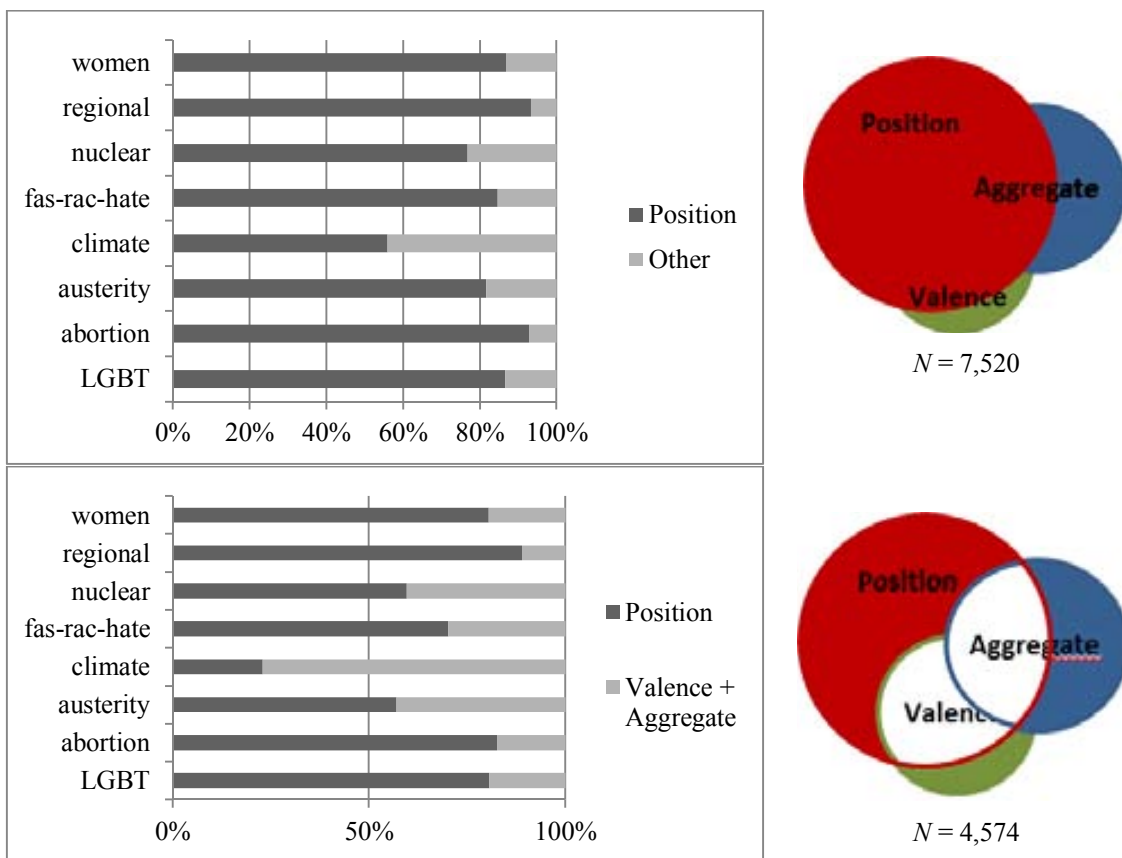 women
regional
nuclear
fas-rac-hate
climate
austerity
abortion
LGBT
0% 20% 40% 60% 80% 100%
Position
Other
Position
Aggregate
Valence
N = 7,520
women
regional
nuclear
fas-rac-hate
climate
austerity
abortion
LGBT
0% 50% 100%
Position
Valence +
Aggregate
Position
Aggregate
Valenc.
N = 4,574